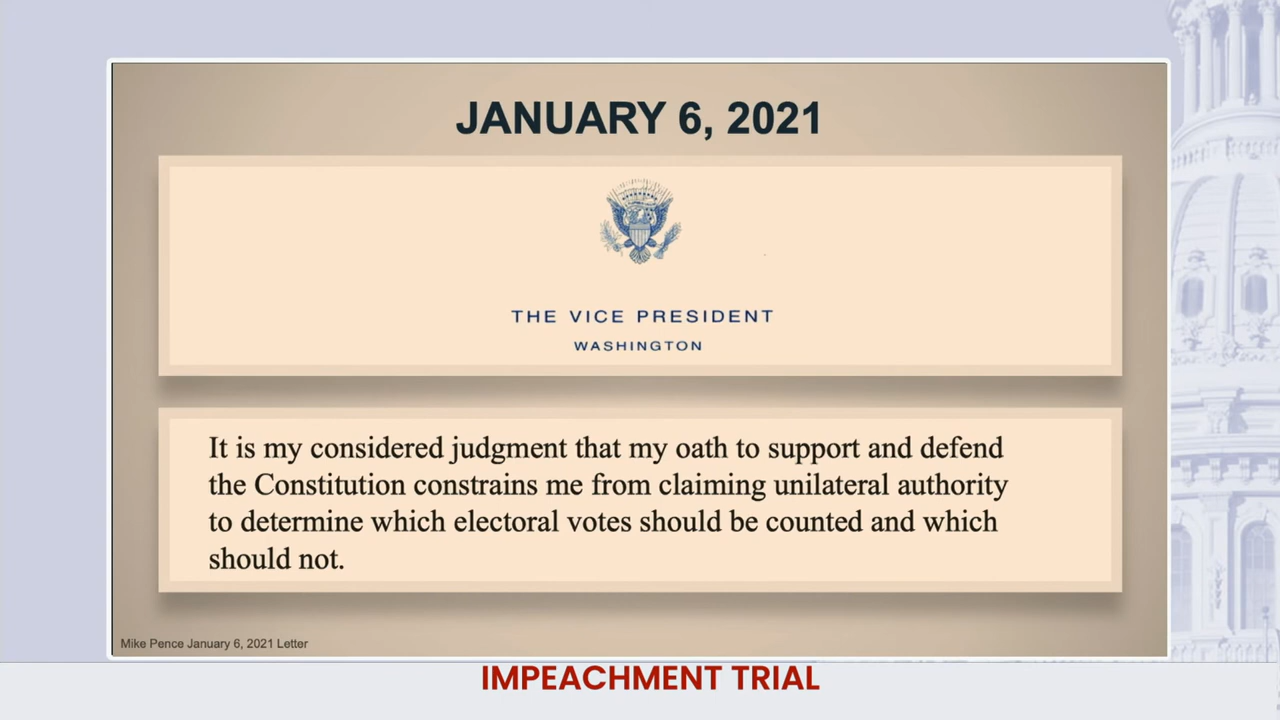 JANUARY 6, 2021
THE VICE PRESIDENT
WASHINGTON
It is my considered judgment that my oath to support and defend
the Constitution constrains me from claiming unilateral authority
to determine which electoral votes should be counted and which
should not.
Mike Pence January 6, 2021 Letter
IMPEACHMENT TRIAL